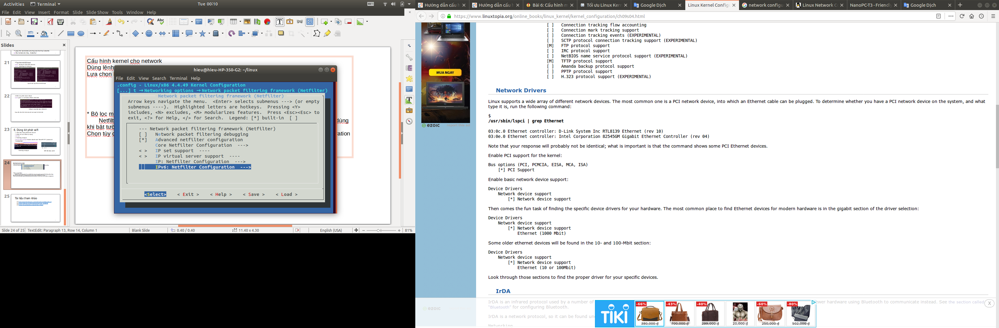 Activities Terminal Tue 00:10
File Edit View Insert Format Slide Slide Show Tools Window Help
Slides
21
22
23
6. Dùng kit phát wifi
24
25
Tài liệu tham khảo
Cấu hình kernel cho network
Dùng lệnh
Lựa chọn
* Bộ lọc m
Netfilt
dùng
khi bật tườ
Chọn tùy c
ration
hieu@hieu-HP-350-G2: ~/linux
File Edit View Search Terminal Help
.config - Linux/x86 4.4.49 Kernel Configuration
[...] t → Networking options → Network packet filtering framework (Netfilter)
Network packet filtering framework (Netfilter)
Arrow keys navigate the menu. <Enter> selects submenus ---> (or empty
submenus ----). Highlighted letters are hotkeys. Pressing <Y>
includes, <N> excludes, <M> modularizes features. Press <Esc><Esc> to
exit, <?> for Help, </> for Search. Legend: [*] built-in [ ]
--- Network packet filtering framework (Netfilter)
[ ] Network packet filtering debugging
[*] Advanced netfilter configuration
Core Netfilter Configuration --->
< > IP set support ----
< > IP virtual server support ----
IP: Netfilter Configuration --->
IPv6: Netfilter Configuration --->
<Select> < Exit > < Help > < Save > < Load >
Slide 24 of 25 TextEdit: Paragraph 13, Row 14, Column 1 Blank Slide 0.40 / 0.40 11.40 x 4.30 English (USA) 81%
Hướng dẫn cấu h Hướng dẫn cấu h Bài 6: Cấu hình m Tối ưu Linux Kern Google Dịch Linux Kernel Config network configu Linux Network C NanoPC-T3 - Friendly Google Dịch
https://www.linuxtopia.org/online_books/linux_kernel/kernel_configuration/ch09s04.html
MUA NGAY
ezoic report this ad
[ ] Connection tracking flow accounting
[ ] Connection mark tracking support
[ ] Connection tracking events (EXPERIMENTAL)
[ ] SCTP protocol connection tracking support (EXPERIMENTAL)
[M] FTP protocol support
[ ] IRC protocol support
[ ] NetBIOS name service protocol support (EXPERIMENTAL)
[M] TFTP protocol support
[ ] Amanda backup protocol support
[ ] PPTP protocol support
[ ] H.323 protocol support (EXPERIMENTAL)
Network Drivers
Linux supports a wide array of different network devices. The most common one is a PCI network device, into which an Ethernet cable can be plugged. To determine whether you have a PCI network device on the system, and what
type it is, run the following command:
$
/usr/sbin/lspci | grep Ethernet
03:0c.0 Ethernet controller: D-Link System Inc RTL8139 Ethernet (rev 10)
03:0e.0 Ethernet controller: Intel Corporation 82545GM Gigabit Ethernet Controller (rev 04)
Note that your response will probably not be identical; what is important is that the command shows some PCI Ethernet devices.
Enable PCI support for the kernel:
Bus options (PCI, PCMCIA, EISA, MCA, ISA)
[*] PCI Support
Enable basic network device support:
Device Drivers
Network device support
[*] Network device support
Then comes the fun task of finding the specific device drivers for your hardware. The most common place to find Ethernet devices for modern hardware is in the gigabit section of the driver selection:
Device Drivers
Network device support
[*] Network device support
Ethernet (1000 Mbit)
Some older ethernet devices will be found in the 10- and 100-Mbit section:
Device Drivers
Network device support
[*] Network device support
Ethernet (10 or 100Mbit)
Look through those sections to find the proper driver for your specific devices.
IrDA
IrDA is an infrared protocol used by a number of ewer hardware using Bluetooth to communicate instead. See the section called
"Bluetooth" for configuring Bluetooth.
IrDA is a network protocol, so it can be found un
Networking
ezoic
TIKI
-66% -43% -40% -60% -80%
380,000 ₫ 700,000 ₫ 299,000 ₫ 20,000 ₫ 250,000 ₫ 502,000 ₫
X